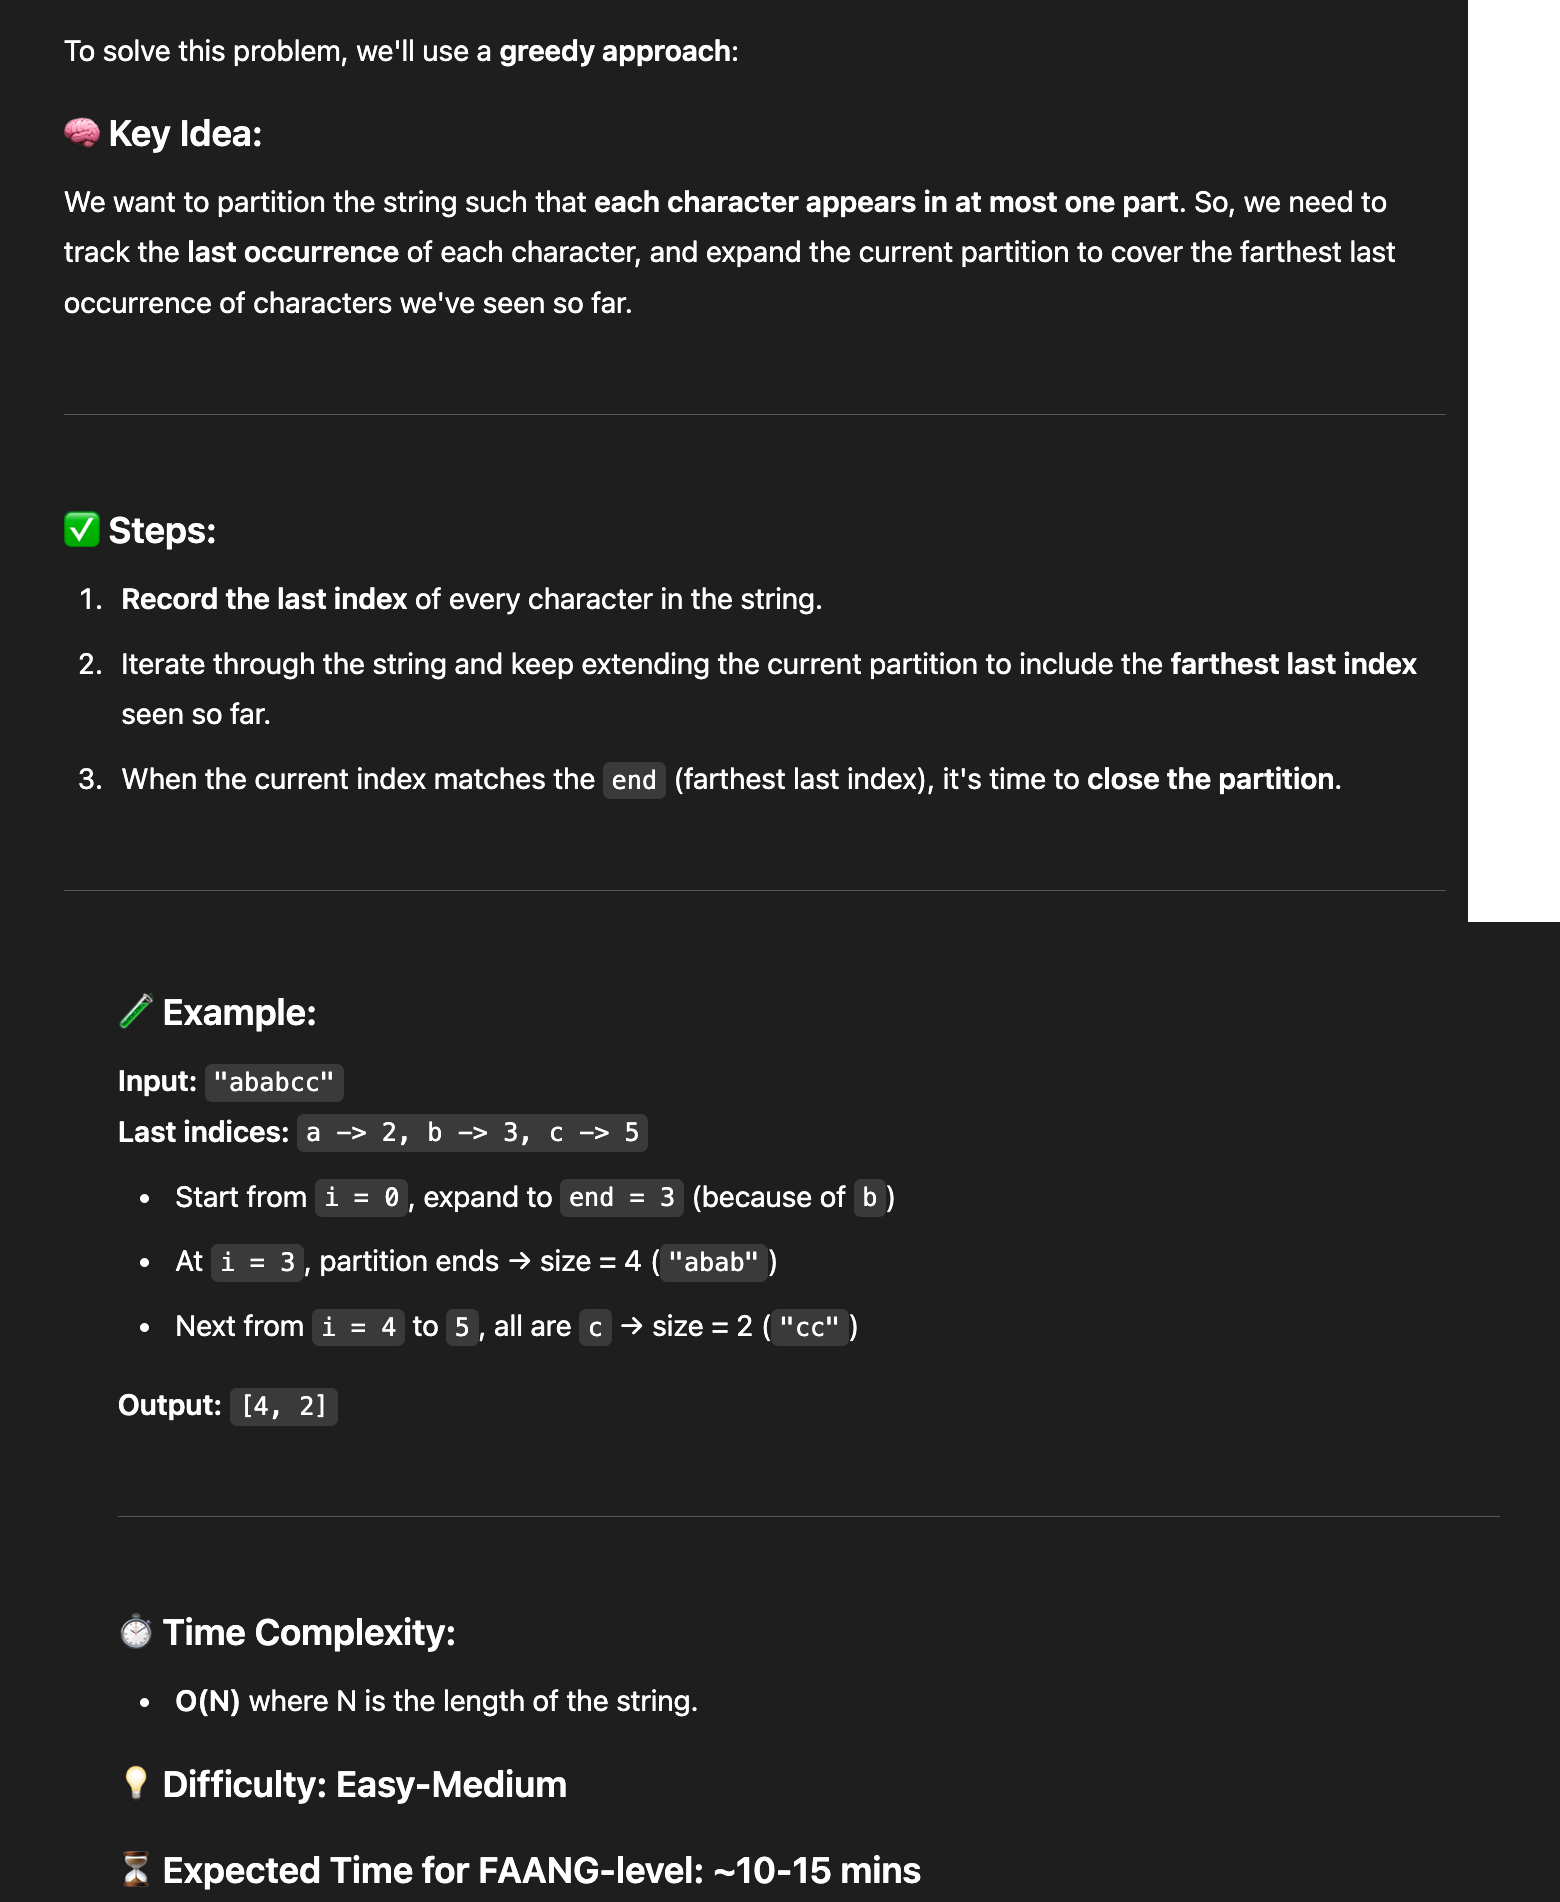 To solve this problem, we'll use a greedy approach:
🧠 Key Idea:
We want to partition the string such that each character appears in at most one part. So, we need to
track the last occurrence of each character, and expand the current partition to cover the farthest last
occurrence of characters we've seen so far.
✅ Steps:
1. Record the last index of every character in the string.
2. Iterate through the string and keep extending the current partition to include the farthest last index
seen so far.
3. When the current index matches the end (farthest last index), it's time to close the partition.
🧪 Example:
Input: "ababcc"
Last indices: a -> 2, b -> 3, c -> 5
• Start from i = 0, expand to end = 3 (because of b)
• At i = 3, partition ends → size = 4 ("abab")
• Next from i = 4 to 5, all are c → size = 2 ("cc")
Output: [4, 2]
⏱️ Time Complexity:
• O(N) where N is the length of the string.
💡 Difficulty: Easy-Medium
⏳ Expected Time for FAANG-level: ~10-15 mins